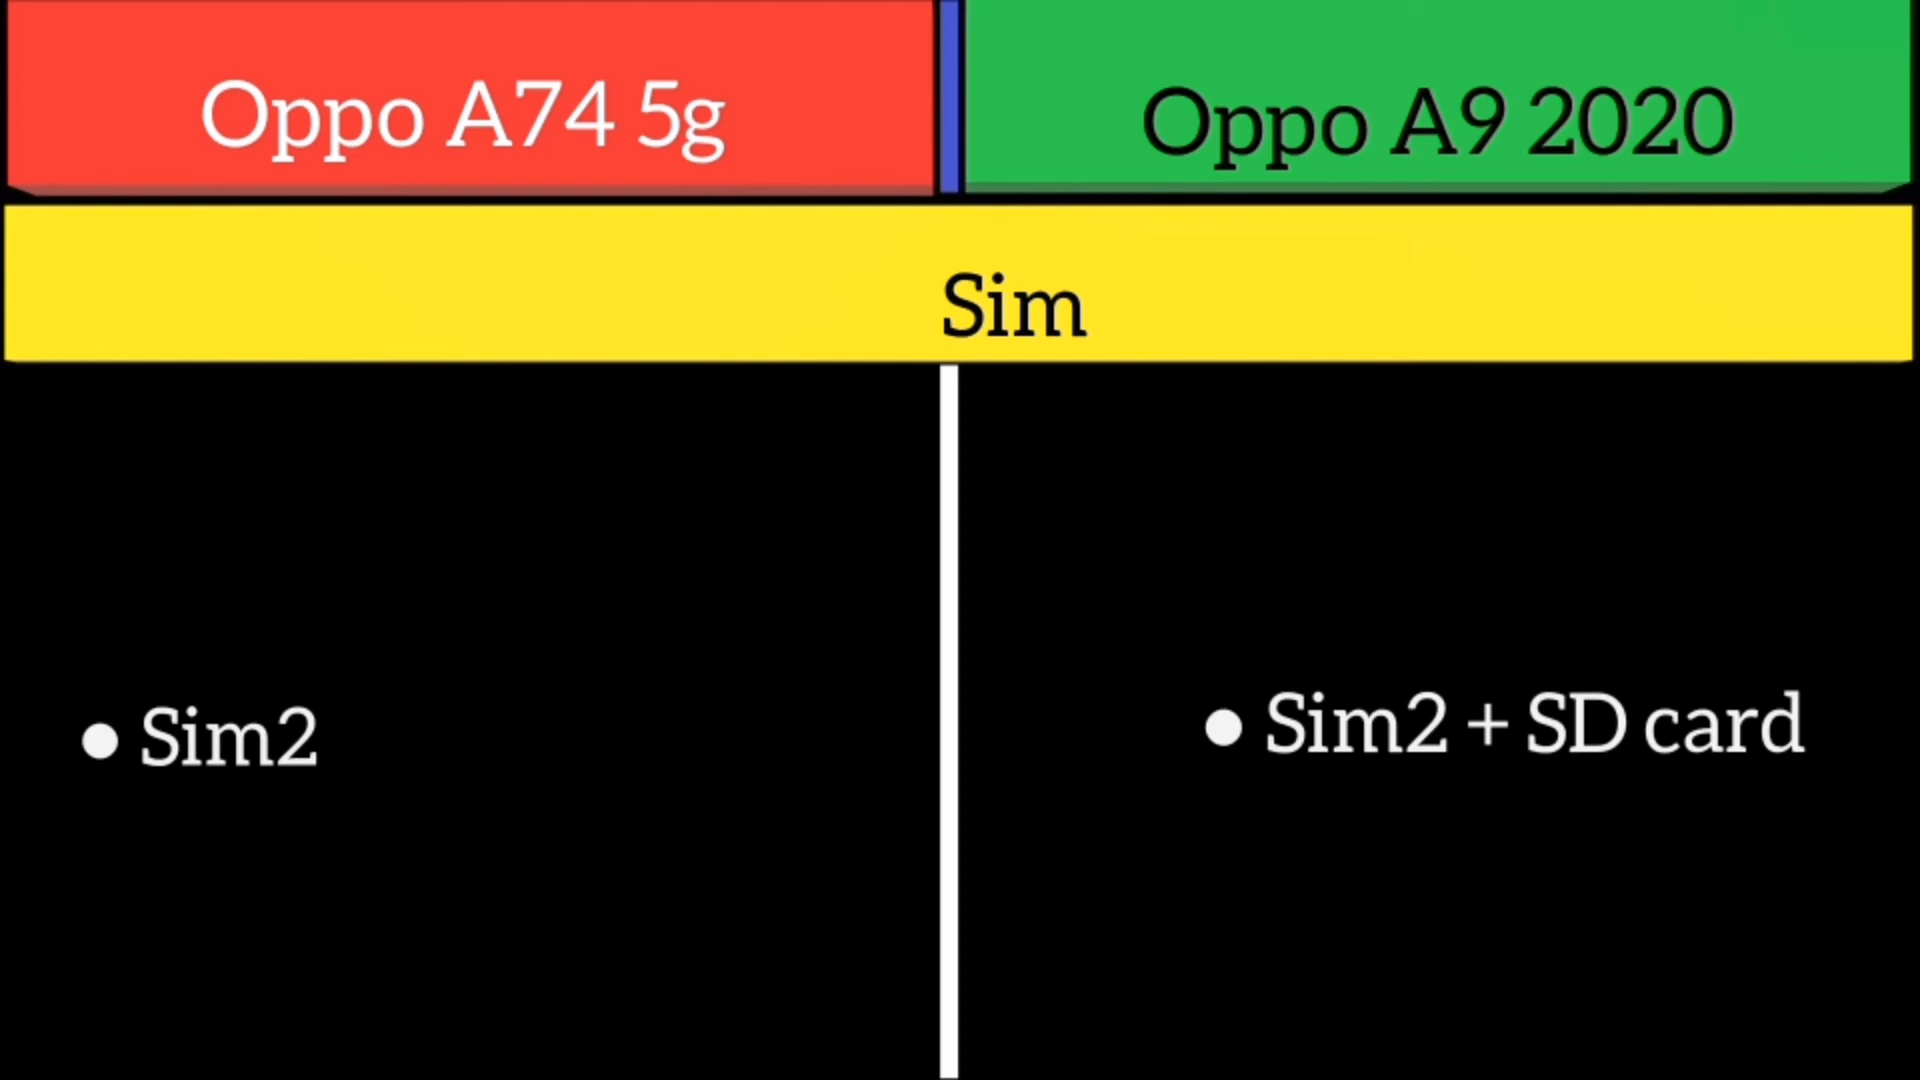 Oppo A74 5g
Oppo A9 2020
Sim
• Sim2
• Sim2 + SD card